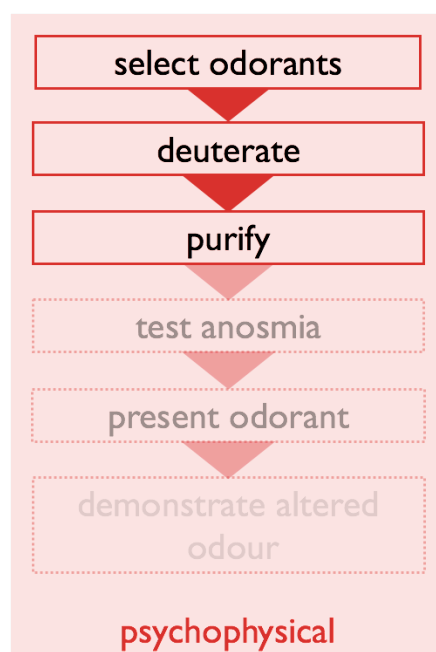 select odorants
deuterate
purify
test anosmia
present odorant
demonstrate altered
odour
psychophysical